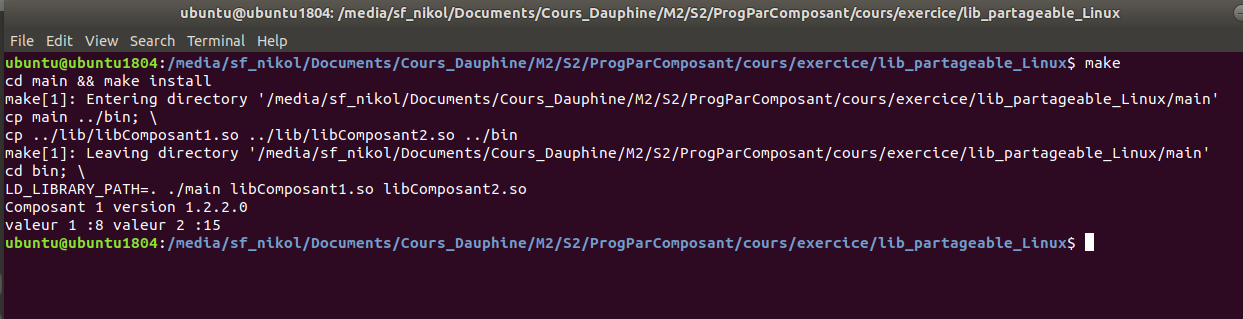 ubuntu@ubuntu1804: /media/sf_nikol/Documents/Cours_Dauphine/M2/S2/ProgParComposant/cours/exercice/lib_partageable_Linux
File Edit View Search Terminal Help
ubuntu@ubuntu1804:/media/sf_nikol/Documents/Cours_Dauphine/M2/S2/ProgParComposant/cours/exercice/lib_partageable_Linux$ make
cd main && make install
make[1]: Entering directory '/media/sf_nikol/Documents/Cours_Dauphine/M2/S2/ProgParComposant/cours/exercice/lib_partageable_Linux/main'
cp main ../bin; \
cp ../lib/libComposant1.so ../lib/libComposant2.so ../bin
make[1]: Leaving directory '/media/sf_nikol/Documents/Cours_Dauphine/M2/S2/ProgParComposant/cours/exercice/lib_partageable_Linux/main'
cd bin; \
LD_LIBRARY_PATH=. ./main libComposant1.so libComposant2.so
Composant 1 version 1.2.2.0
valeur 1 :8 valeur 2 :15
ubuntu@ubuntu1804:/media/sf_nikol/Documents/Cours_Dauphine/M2/S2/ProgParComposant/cours/exercice/lib_partageable_Linux$